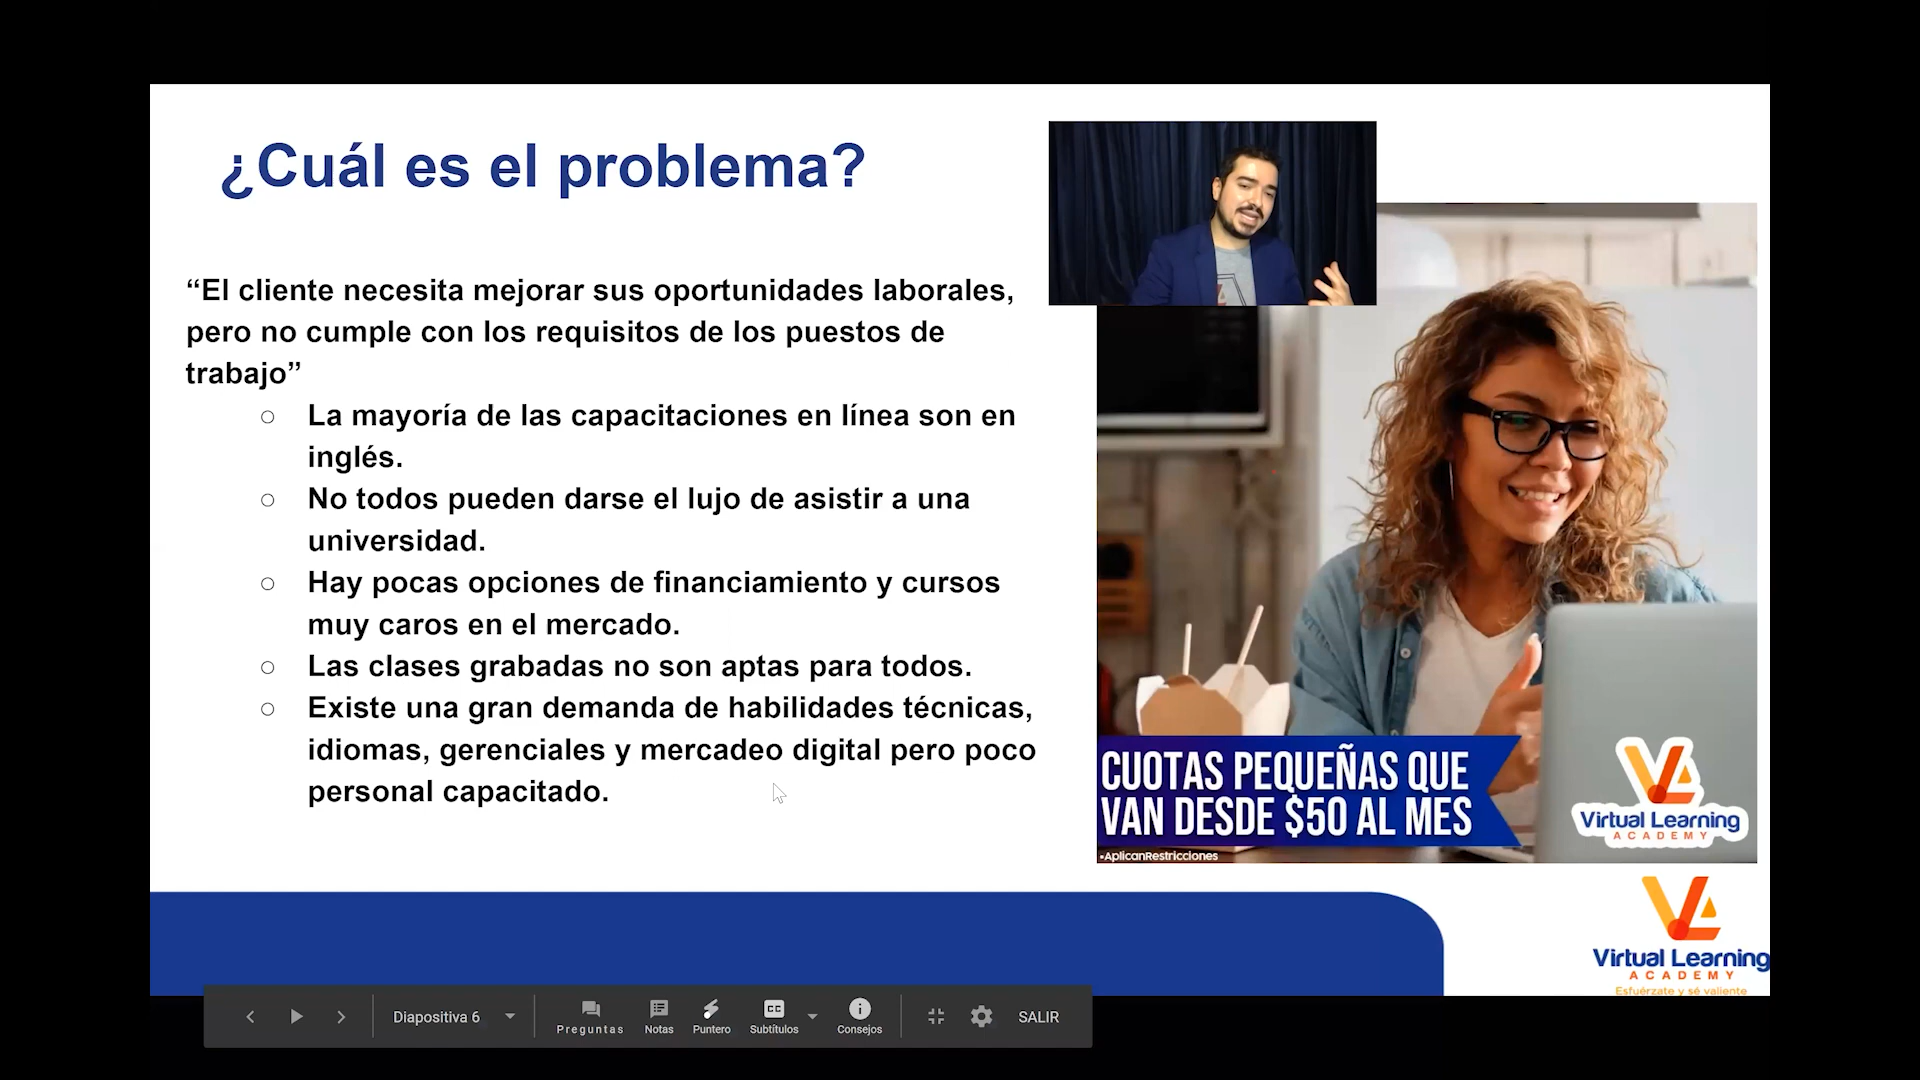 ¿Cuál es el problema?
“El cliente necesita mejorar sus oportunidades laborales,
pero no cumple con los requisitos de los puestos de
trabajo”
○ La mayoría de las capacitaciones en línea son en
inglés.
○ No todos pueden darse el lujo de asistir a una
universidad.
○ Hay pocas opciones de financiamiento y cursos
muy caros en el mercado.
○ Las clases grabadas no son aptas para todos.
○ Existe una gran demanda de habilidades técnicas,
idiomas, gerenciales y mercadeo digital pero poco
personal capacitado.
CUOTAS PEQUEÑAS QUE
VAN DESDE $50 AL MES
•AplicanRestricciones
VLA
Virtual Learning
ACADEMY
VLA
Virtual Learning
ACADEMY
Esfuérzate y sé valiente
Diapositiva 6
Preguntas
Notas
Puntero
CC
Subtítulos
Consejos
SALIR